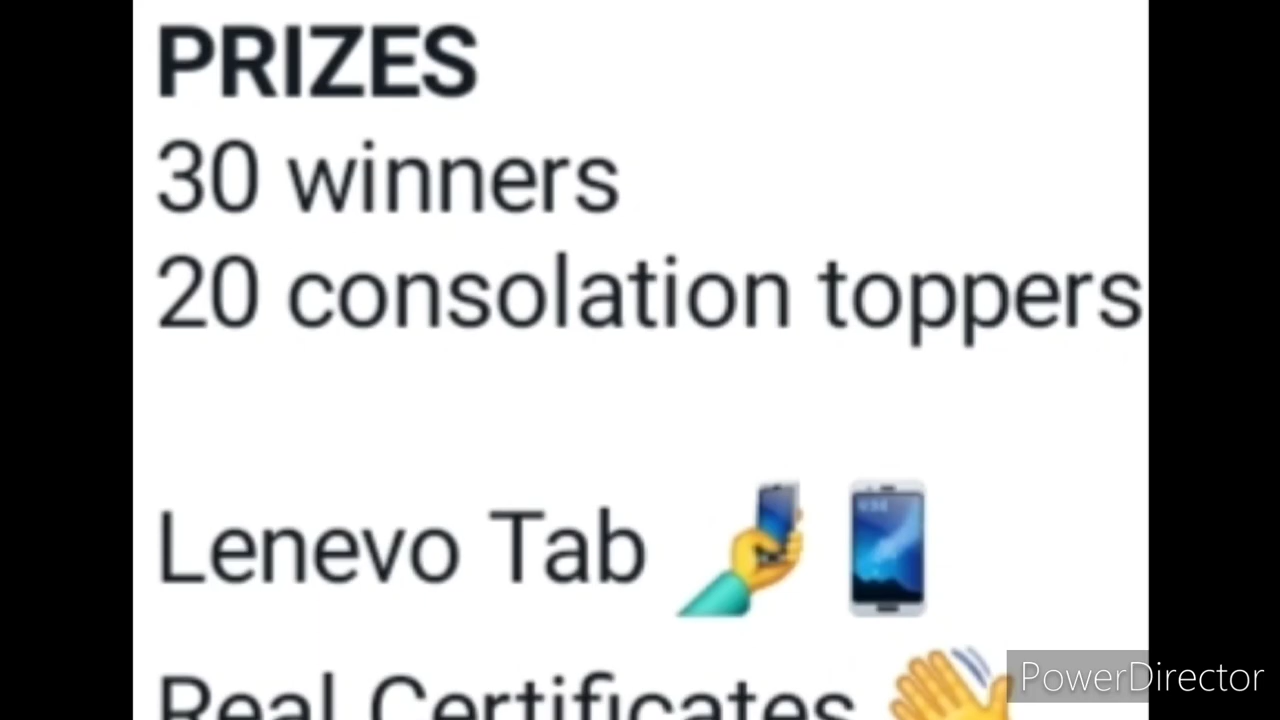 PRIZES
30 winners
20 consolation toppers
Lenevo Tab 🤳 📱
Real Certificates 👋
PowerDirector